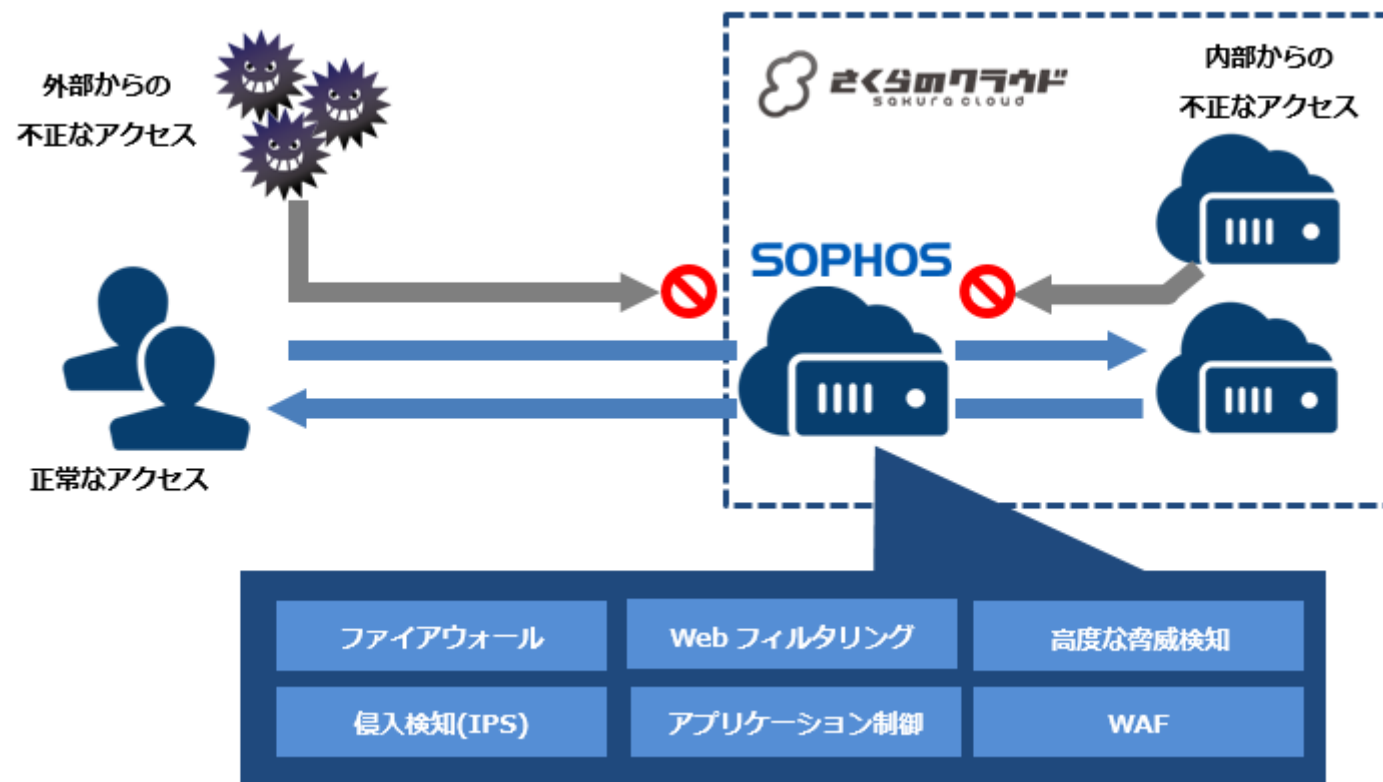 外部からの
不正なアクセス
さくらのクラウド
sakura cloud
内部からの
不正なアクセス
SOPHOS
正常なアクセス
ファイアウォール
Web フィルタリング
高度な脅威検知
侵入検知(IPS)
アプリケーション制御
WAF